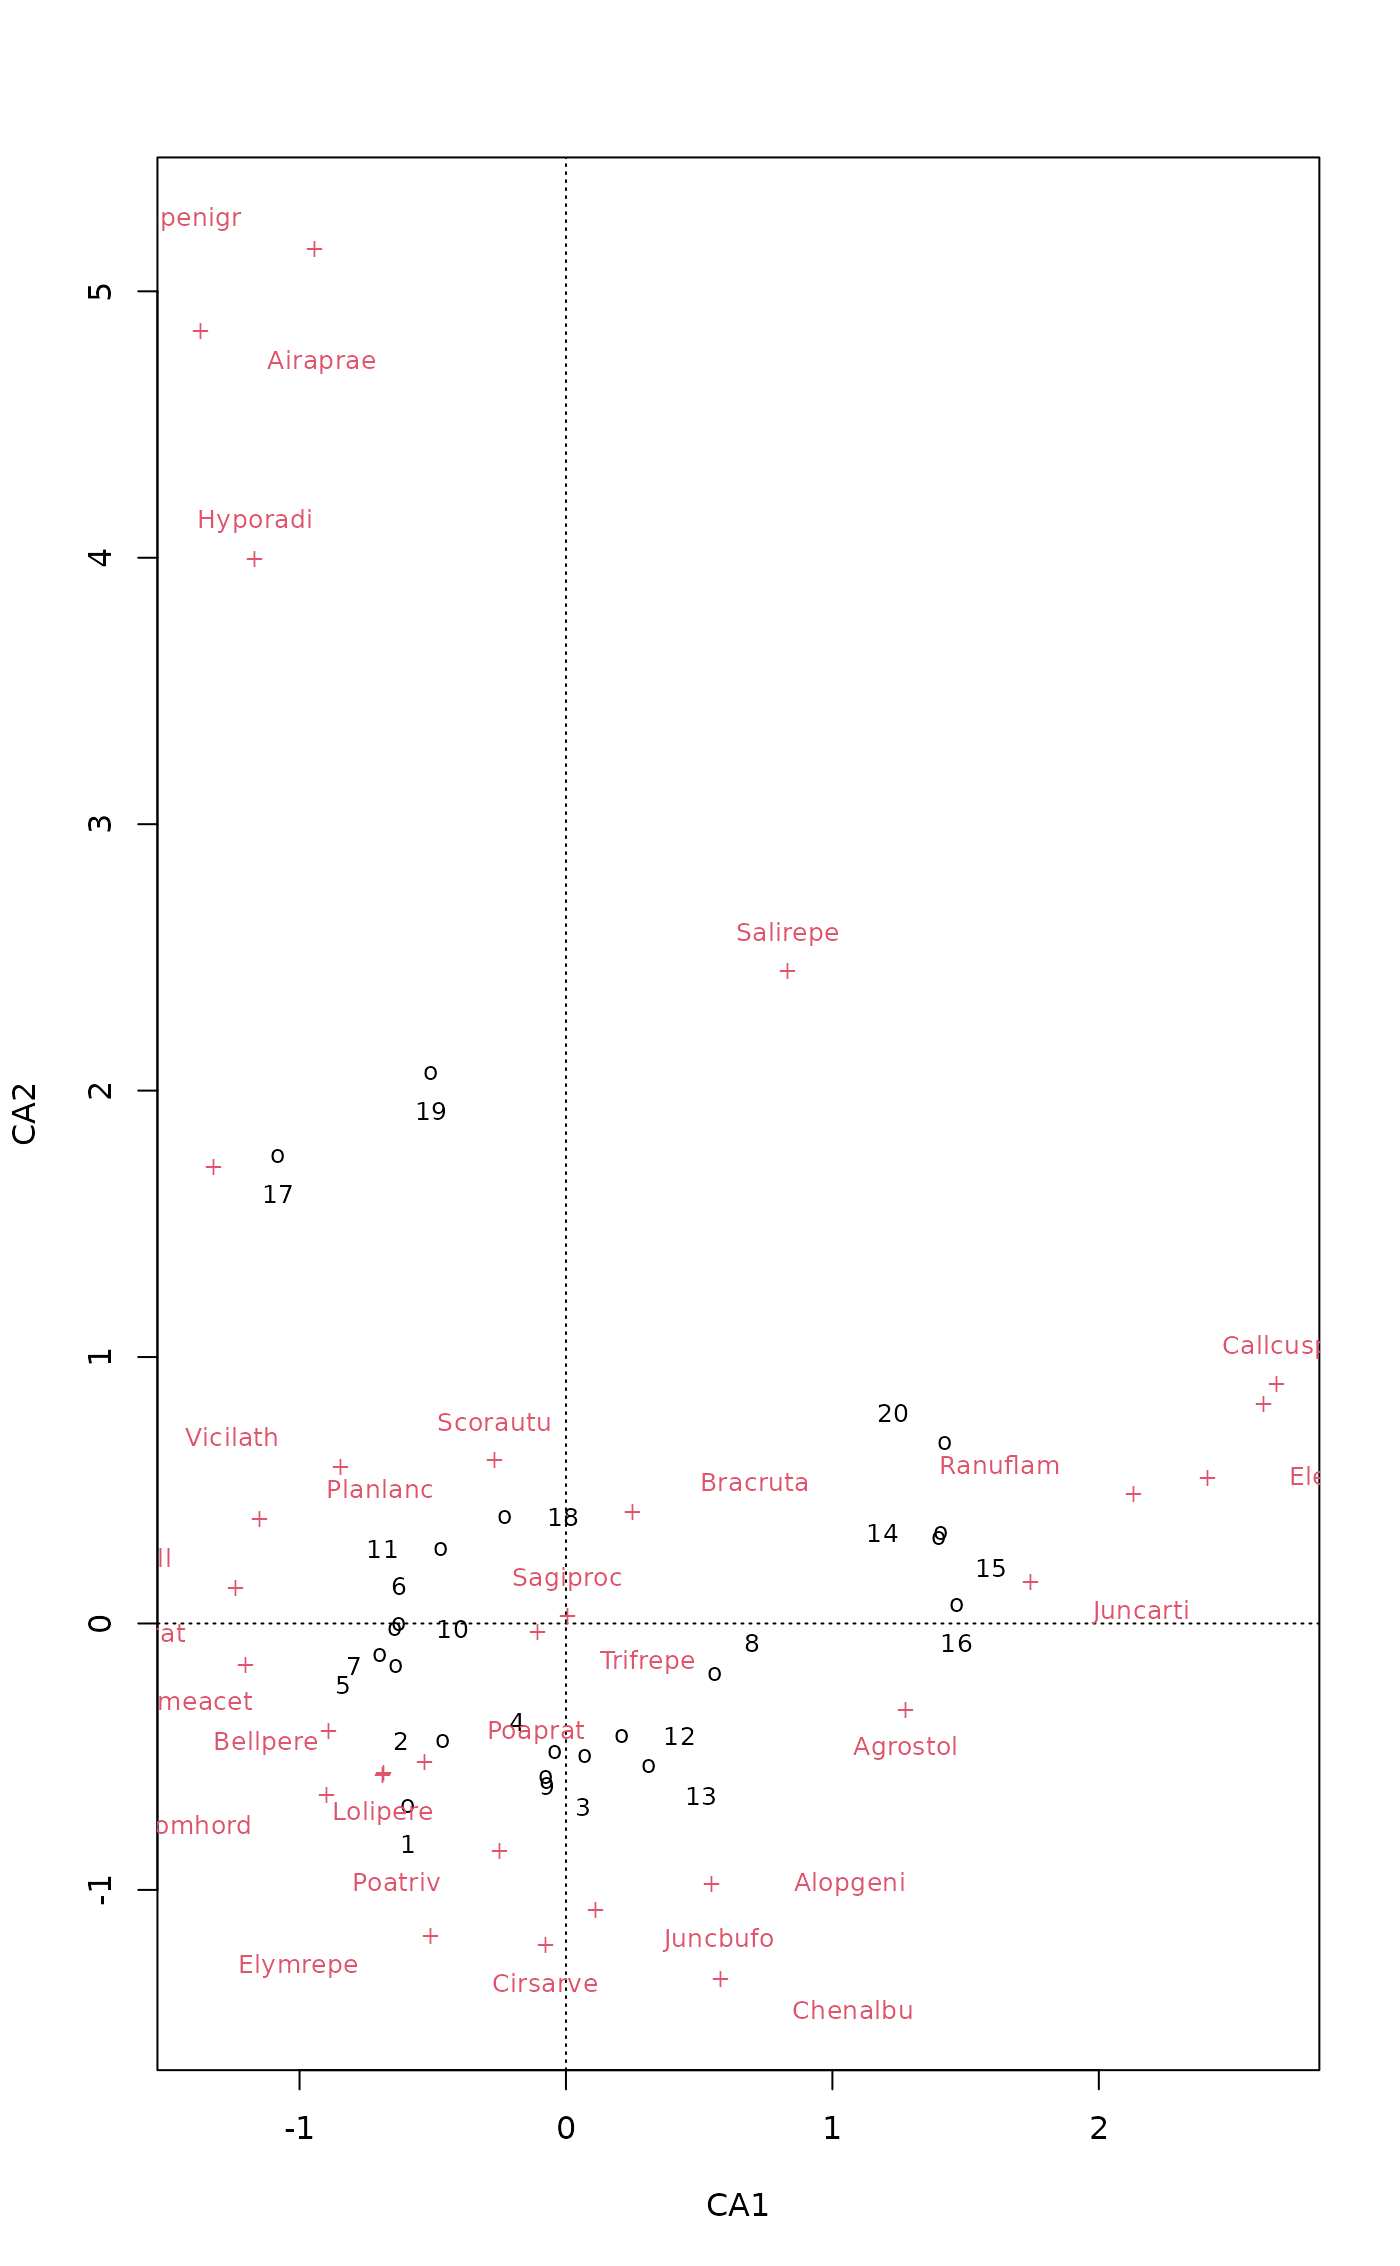 penigr
5
Airaprae
Hyporadi
4
3
Salirepe
2
19
CA2
17
1
Callcusp
20
Scorautu
Vicilath
Ranuflam
Ele
Bracruta
Planlanc
18
14
11
ll
15
Sagiproc
6
Juncarti
0
at
10
8
16
Trifrepe
7
5
meacet
4
Poaprat
12
2
Bellpere
Agrostol
9
13
3
Lolipere
omhord
1
Poatriv
Alopgeni
-1
Juncbufo
Elymrepe
Cirsarve
Chenalbu
-1 0 1 2
CA1